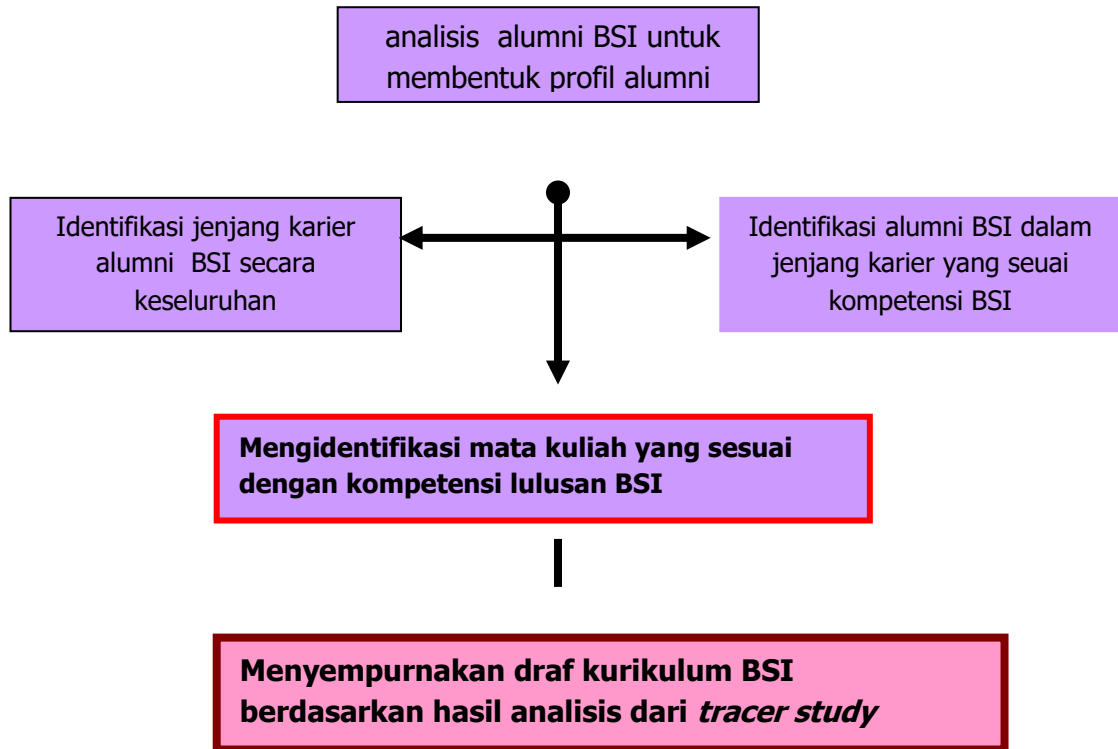 analisis alumni BSI untuk
membentuk profil alumni
Identifikasi jenjang karier
alumni BSI secara
keseluruhan
Identifikasi alumni BSI dalam
jenjang karier yang seuai
kompetensi BSI
Mengidentifikasi mata kuliah yang sesuai
dengan kompetensi lulusan BSI
Menyempurnakan draf kurikulum BSI
berdasarkan hasil analisis dari tracer study